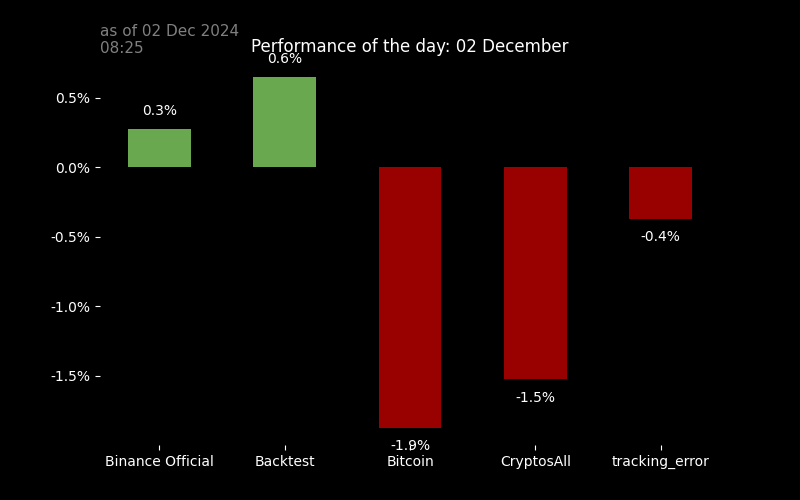 as of 02 Dec 2024
08:25
Performance of the day: 02 December
0.6%
0.5%
0.3%
0.0%
-0.5%
-0.4%
-1.0%
-1.5%
-1.5%
-1.9%
Binance Official
Backtest
Bitcoin
CryptosAll
tracking_error